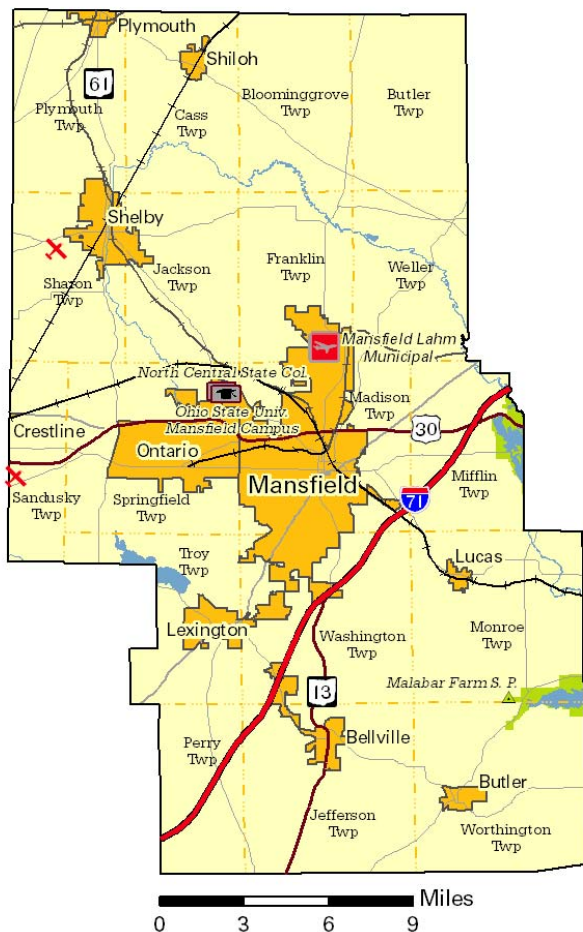 Plymouth
Shiloh
61
Plymouth
Twp
Cass
Twp
Bloominggrove
Twp
Butler
Twp
Shelby
Sharon
Twp
Jackson
Twp
Franklin
Twp
Weller
Twp
Mansfield Lahm
Municipal
North Central State Col.
Ohio State Univ.
Mansfield Campus
Madison
Twp
Crestline
30
Ontario
Mansfield
Sandusky
Twp
Springfield
Twp
71
Mifflin
Twp
Troy
Twp
Lucas
Lexington
Washington
Twp
Monroe
Twp
13
Malabar Farm S. P.
Perry
Twp
Bellville
Butler
Jefferson
Twp
Worthington
Twp
Miles
0 3 6 9